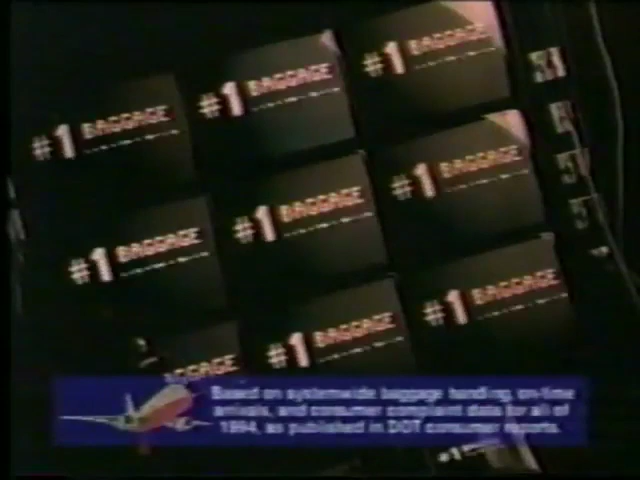 #1 BAGGAGE
#1 BAGGAGE
#1 BAGGAGE
#1 BAGGAGE
#1 BAGGAGE
#1 BAGGAGE
#1 BAGGAGE
#1 BAGGAGE
#1 BAGGAGE
Based on systemwide baggage handling, on-time
arrivals, and consumer complaint data for all of
1994, as published in DOT consumer reports.
#1